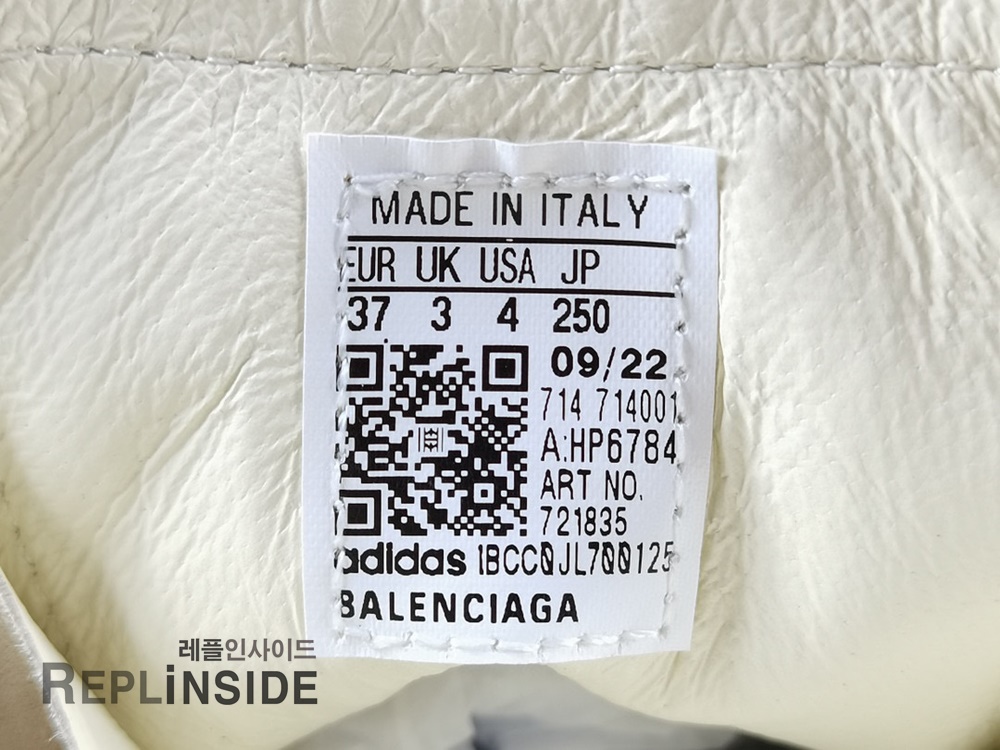 MADE IN ITALY
EUR UK USA JP
37 3 4 250
09/22
714 714001
A:HP6784
ART NO.
721835
adidas 1BCC0JL700125
BALENCIAGA
레플인사이드
REPLiNSIDE